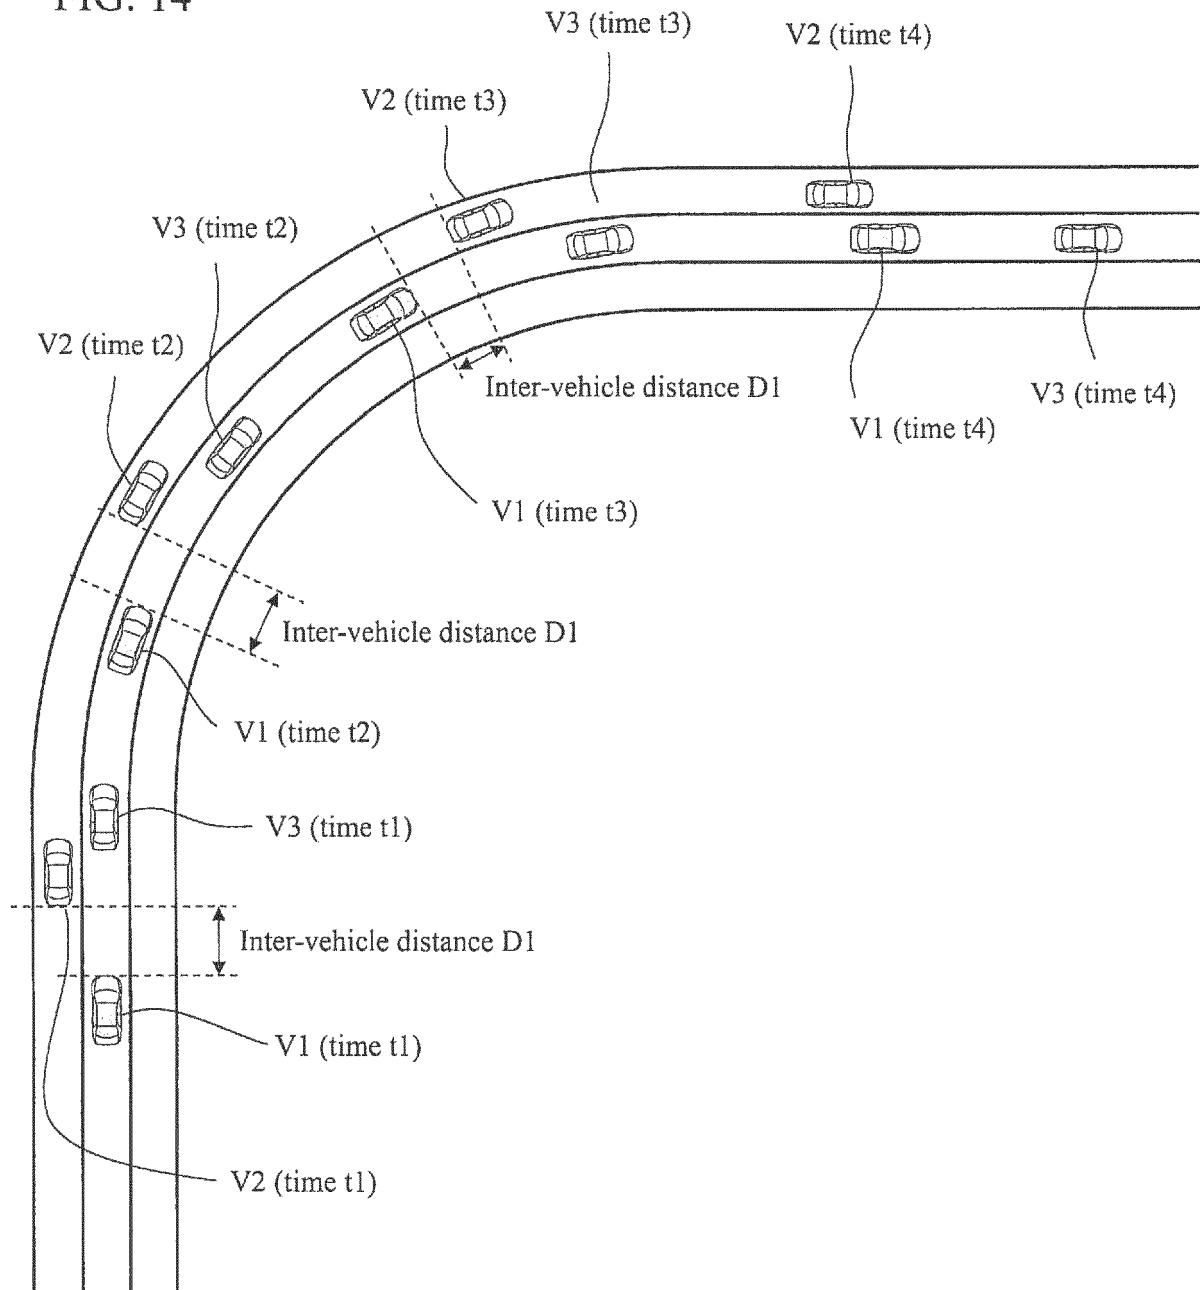 FIG. 14
V3 (time t3)
V2 (time t4)
V2 (time t3)
V3 (time t2)
V2 (time t2)
Inter-vehicle distance D1
V3 (time t4)
V1 (time t4)
V1 (time t3)
Inter-vehicle distance D1
V1 (time t2)
V3 (time t1)
Inter-vehicle distance D1
V1 (time t1)
V2 (time t1)